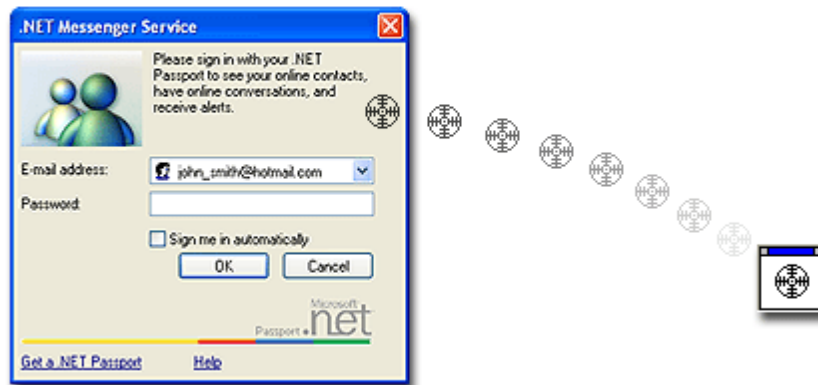 .NET Messenger Service
Please sign in with your .NET
Passport to see your online contacts,
have online conversations, and
receive alerts.
E-mail address:
john_smith@hotmail.com
Password:
Sign me in automatically
OK
Cancel
Microsoft
Passport .net
Get a .NET Passport
Help